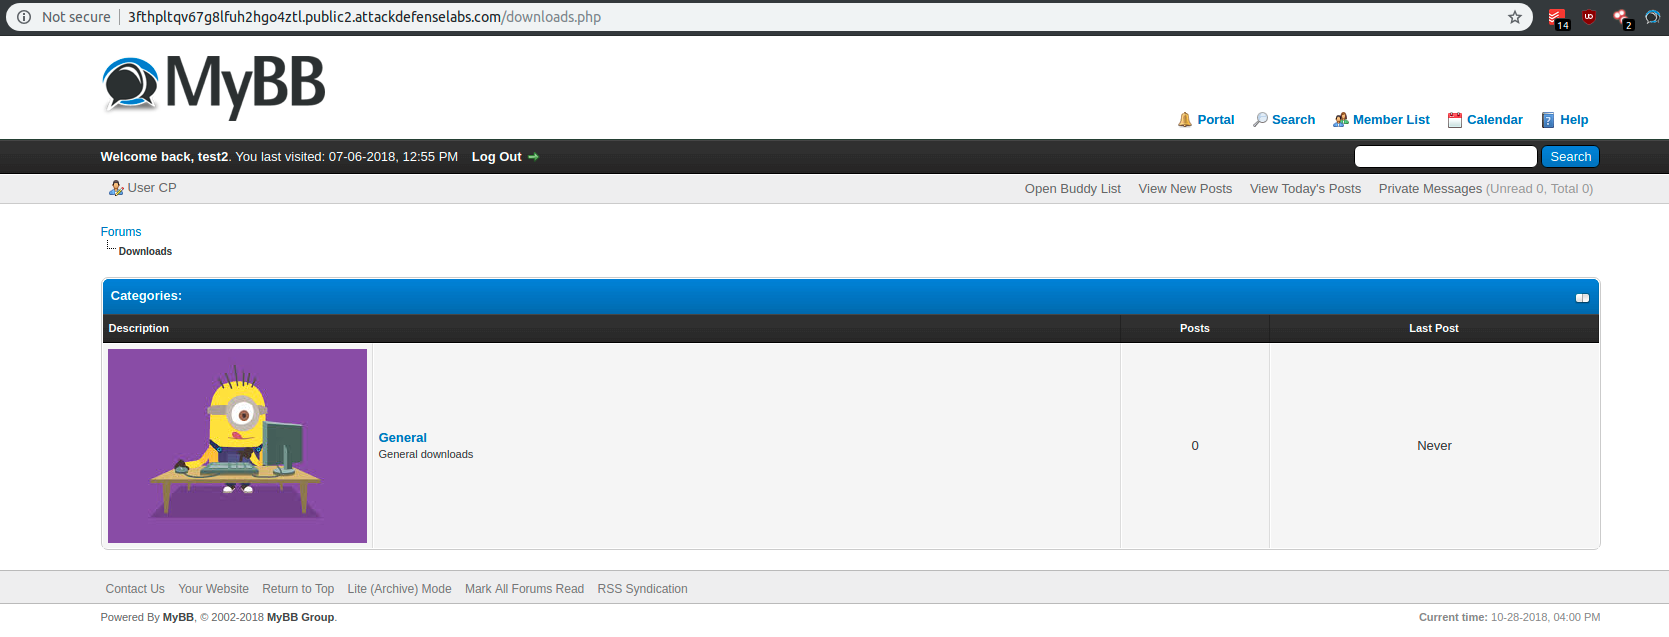 Not secure 3fthpltqv67g8lfuh2hgo4ztl.public2.attackdefenselabs.com/downloads.php
14 UD 2
MyBB
Portal Search Member List Calendar Help
Welcome back, test2. You last visited: 07-06-2018, 12:55 PM Log Out Search
User CP Open Buddy List View New Posts View Today's Posts Private Messages (Unread 0, Total 0)
Forums
Downloads
Categories:
Description Posts Last Post
General
General downloads
0 Never
Contact Us Your Website Return to Top Lite (Archive) Mode Mark All Forums Read RSS Syndication
Powered By MyBB, © 2002-2018 MyBB Group. Current time: 10-28-2018, 04:00 PM